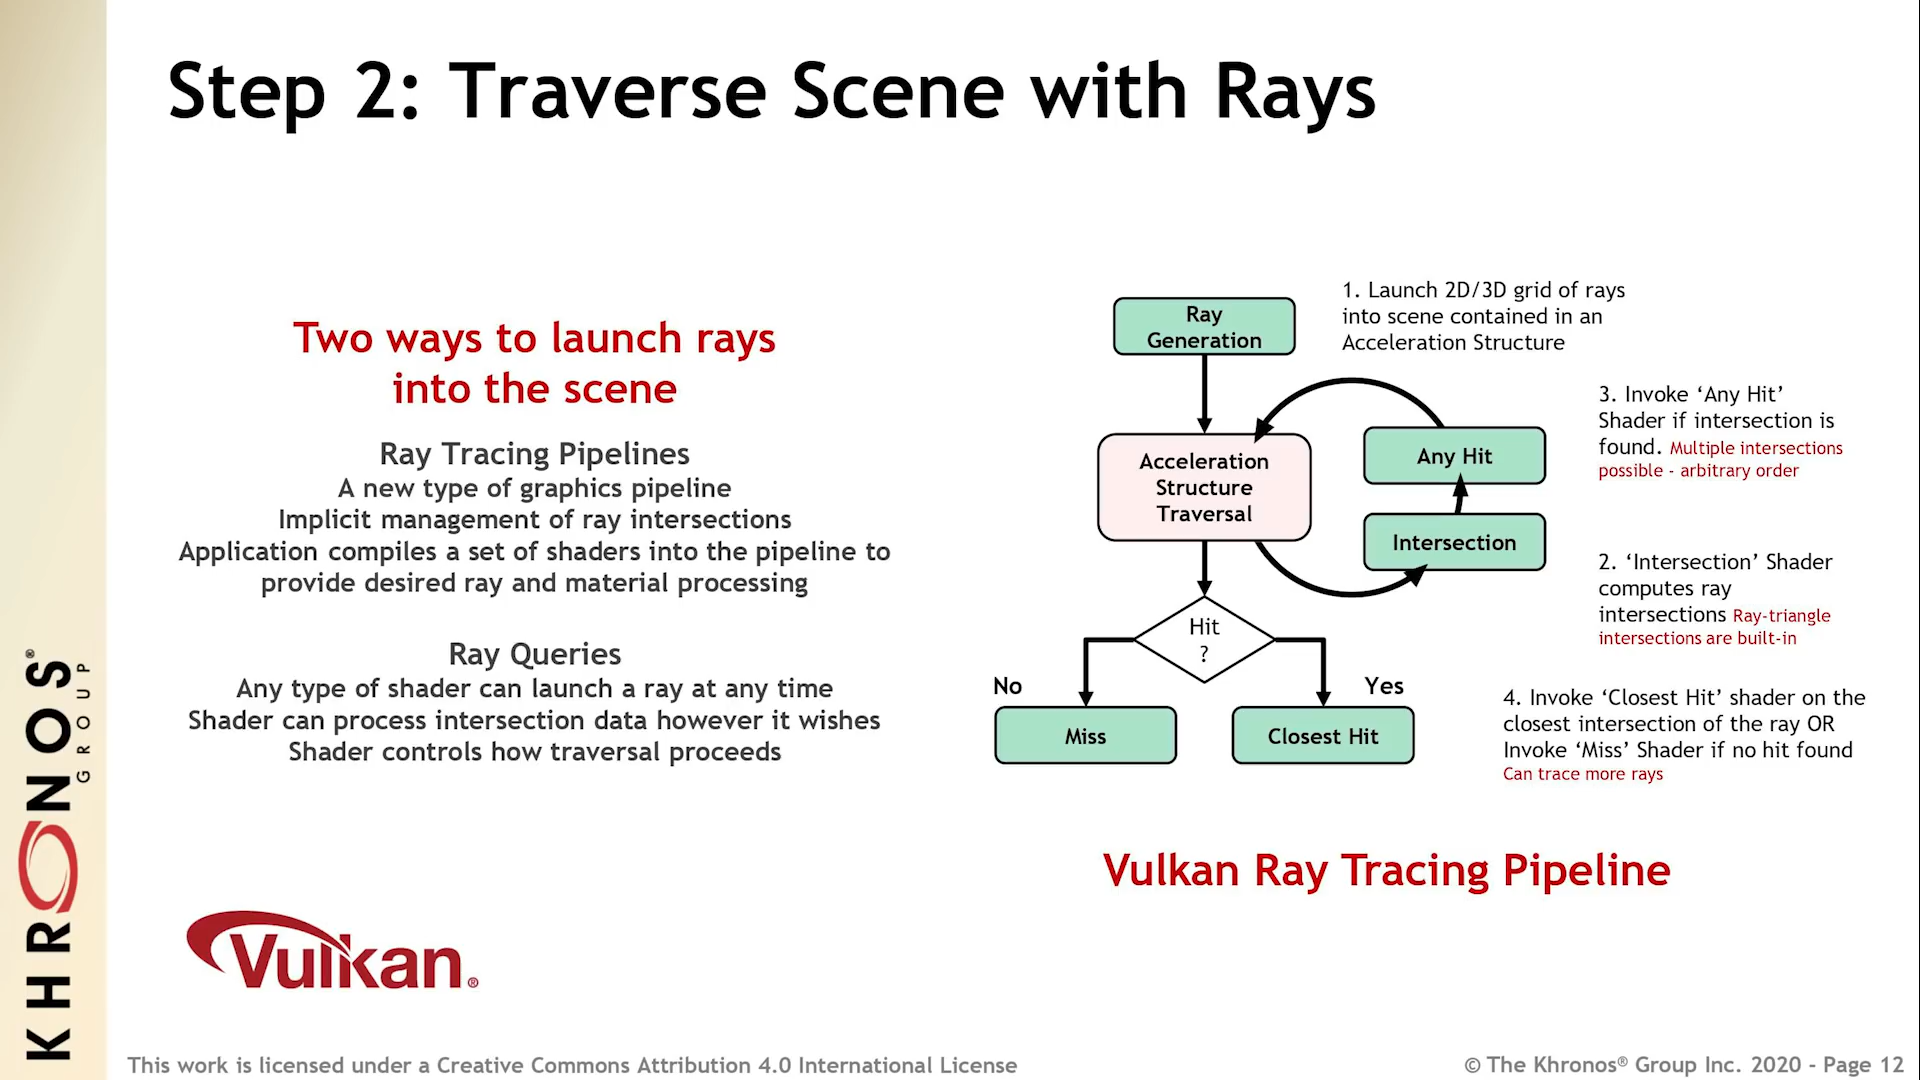 Step 2: Traverse Scene with Rays
Two ways to launch rays
into the scene
Ray Tracing Pipelines
A new type of graphics pipeline
Implicit management of ray intersections
Application compiles a set of shaders into the pipeline to
provide desired ray and material processing
Ray Queries
Any type of shader can launch a ray at any time
Shader can process intersection data however it wishes
Shader controls how traversal proceeds
Ray
Generation
1. Launch 2D/3D grid of rays
into scene contained in an
Acceleration Structure
Acceleration
Structure
Traversal
Any Hit
Intersection
3. Invoke ‘Any Hit’
Shader if intersection is
found. Multiple intersections
possible - arbitrary order
2. ‘Intersection’ Shader
computes ray
intersections Ray-triangle
intersections are built-in
Hit
?
No
Yes
Miss
Closest Hit
4. Invoke ‘Closest Hit’ shader on the
closest intersection of the ray OR
Invoke ‘Miss’ Shader if no hit found
Can trace more rays
Vulkan Ray Tracing Pipeline
Vulkan®
KHRONOS®
GROUP
This work is licensed under a Creative Commons Attribution 4.0 International License
© The Khronos® Group Inc. 2020 - Page 12